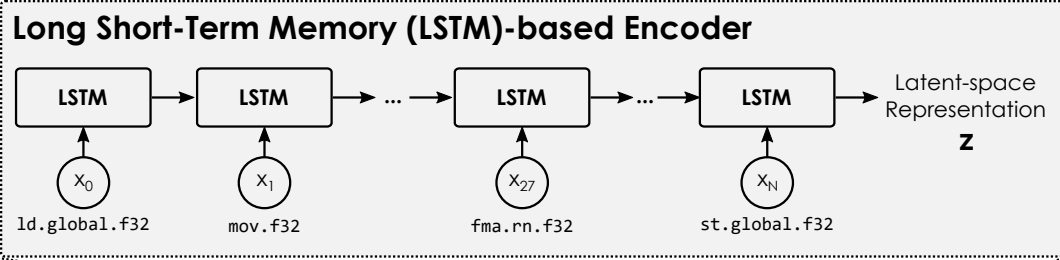 Long Short-Term Memory (LSTM)-based Encoder
LSTM LSTM ... LSTM ... LSTM Latent-space
Representation
z
X0 X1 X27 XN
ld.global.f32 mov.f32 fma.rn.f32 st.global.f32